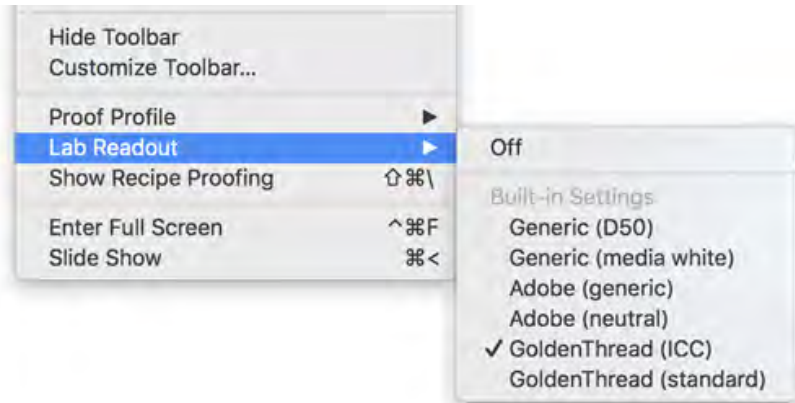 Hide Toolbar
Customize Toolbar...
Proof Profile ▶
Lab Readout ▶
Show Recipe Proofing ⇧⌘\
Enter Full Screen ^⌘F
Slide Show ⌘<
Off
Built-in Settings
Generic (D50)
Generic (media white)
Adobe (generic)
Adobe (neutral)
✓ GoldenThread (ICC)
GoldenThread (standard)